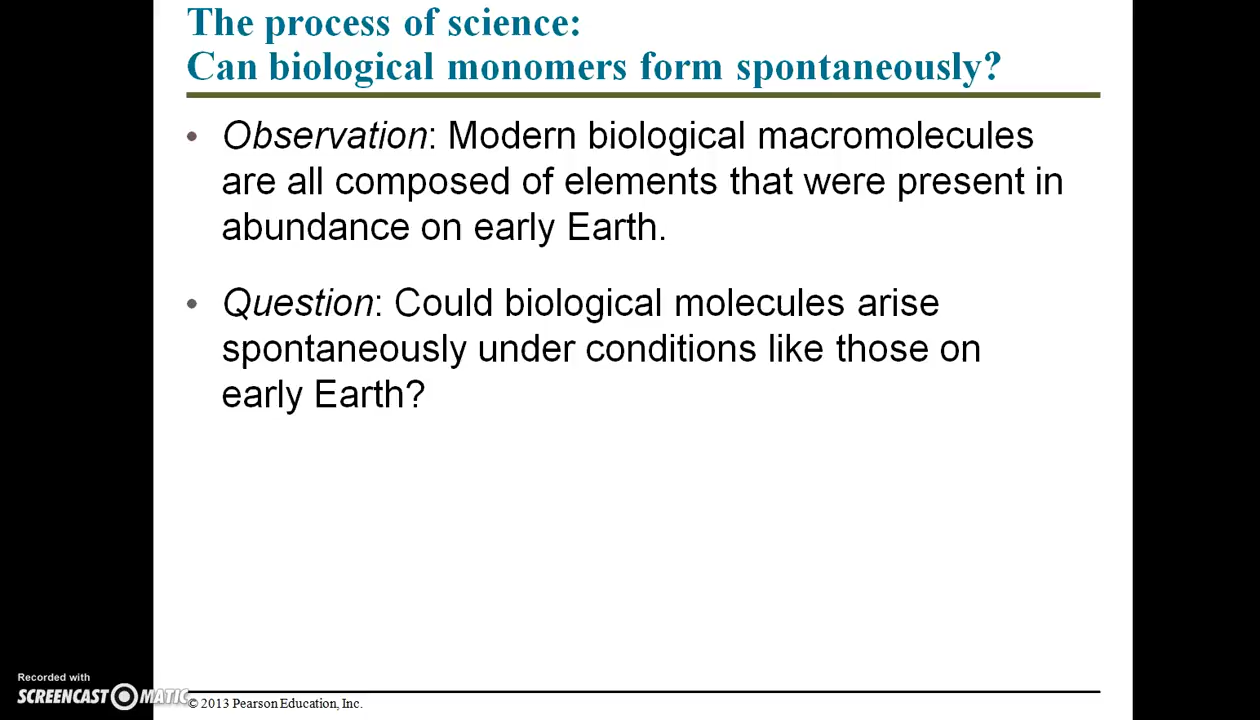 The process of science:
Can biological monomers form spontaneously?
• Observation: Modern biological macromolecules
are all composed of elements that were present in
abundance on early Earth.
• Question: Could biological molecules arise
spontaneously under conditions like those on
early Earth?
Recorded with
SCREENCAST MATIC
© 2013 Pearson Education, Inc.